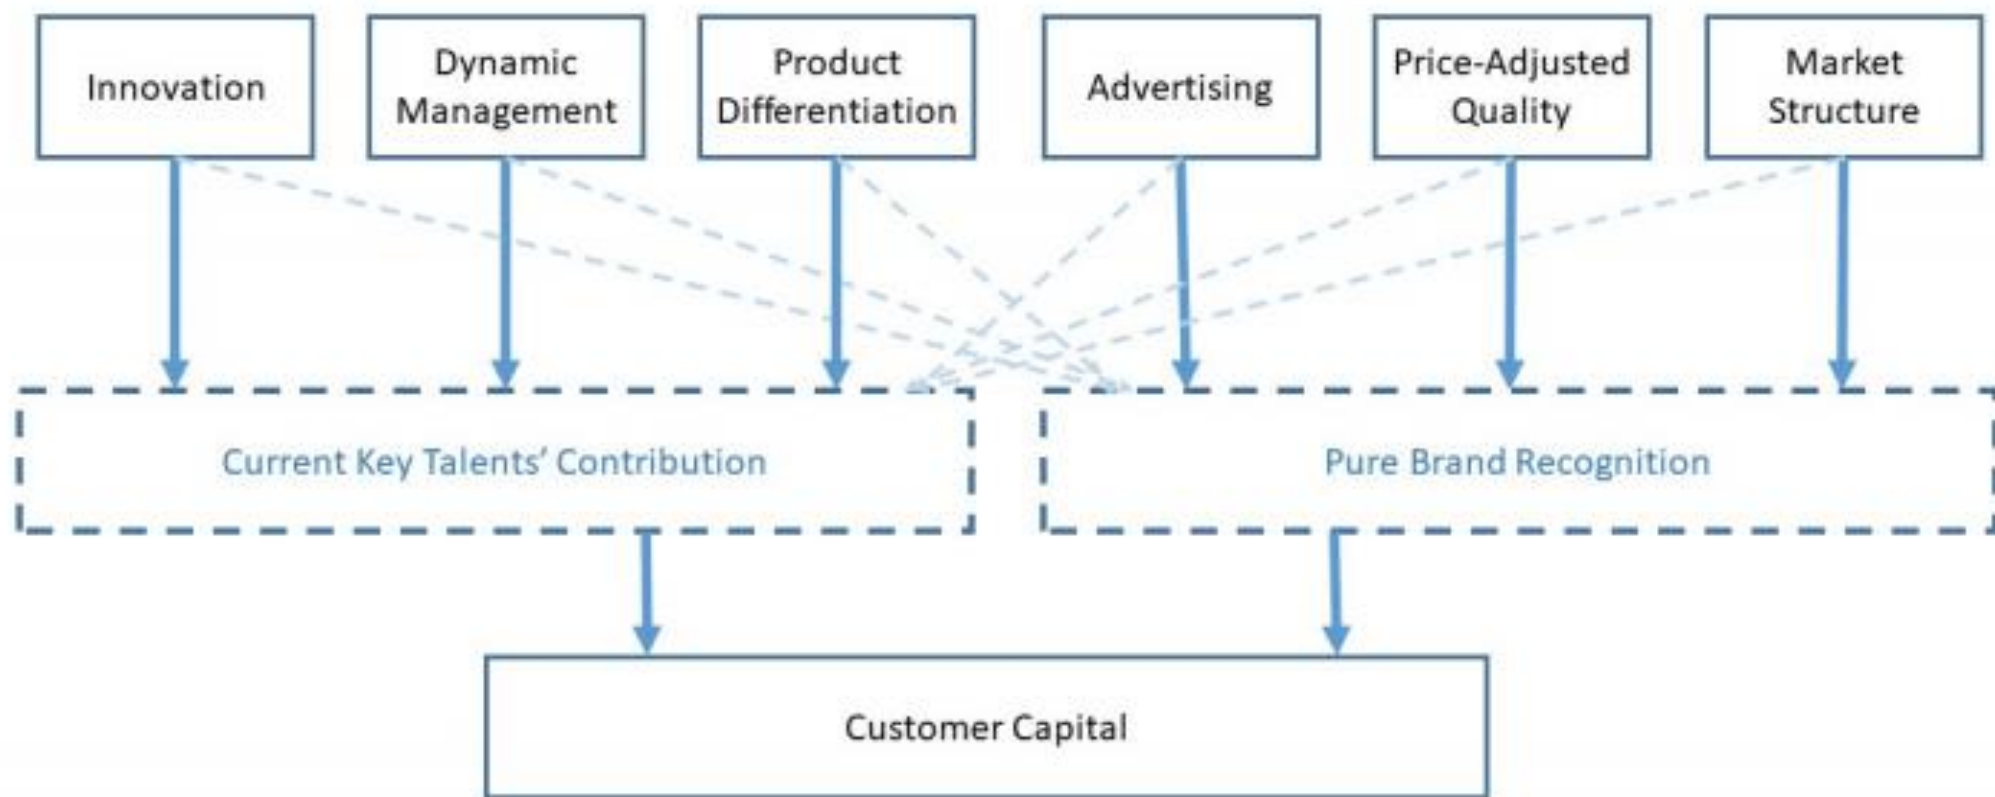 Innovation
Dynamic
Management
Product
Differentiation
Advertising
Price-Adjusted
Quality
Market
Structure
Current Key Talents’ Contribution
Pure Brand Recognition
Customer Capital